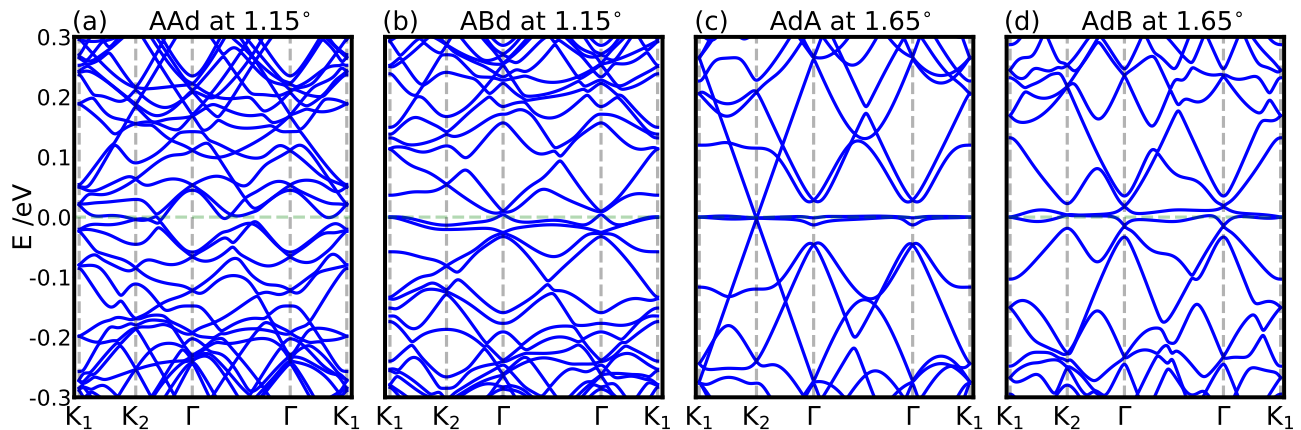 (a) AAd at 1.15°
(b) ABd at 1.15°
(c) AdA at 1.65°
(d) AdB at 1.65°
E /eV
0.3
0.2
0.1
0.0
-0.1
-0.2
-0.3
K₁ K₂ Γ Γ K₁
K₁ K₂ Γ Γ K₁
K₁ K₂ Γ Γ K₁
K₁ K₂ Γ Γ K₁